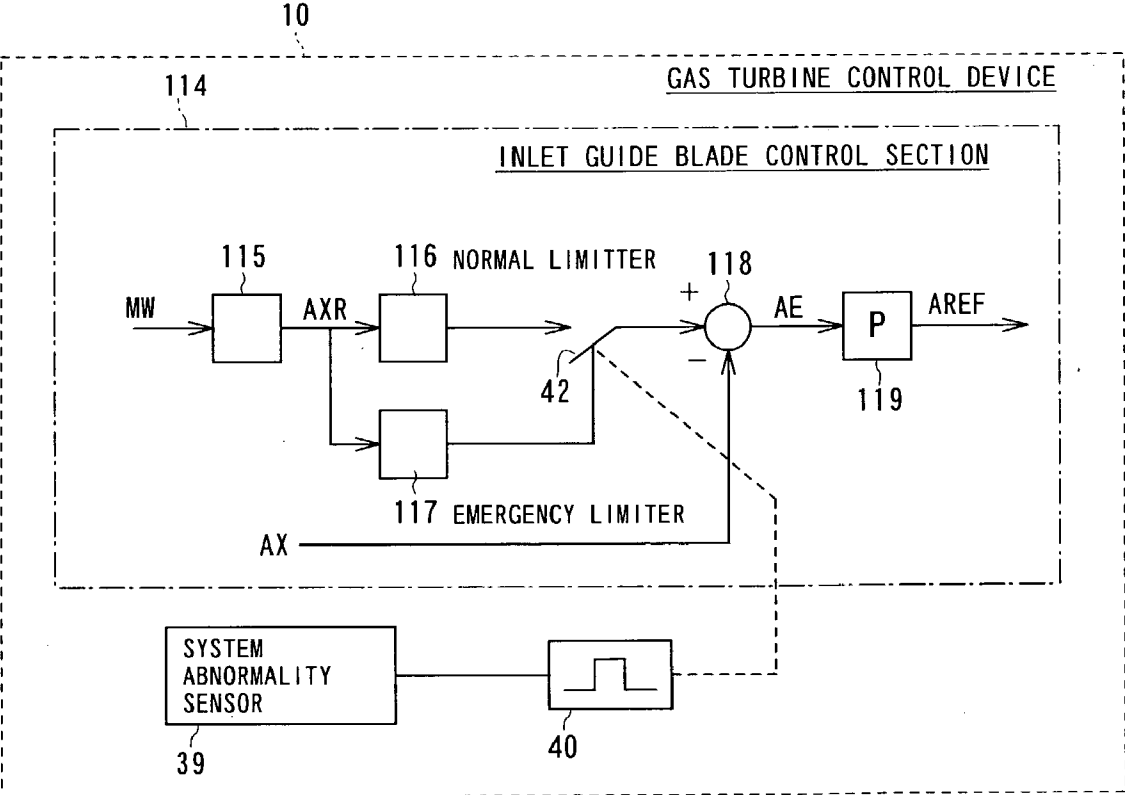 10
GAS TURBINE CONTROL DEVICE
114
INLET GUIDE BLADE CONTROL SECTION
115
116 NORMAL LIMITTER
118
MW
AXR
+
AE
P
AREF
42
−
119
117 EMERGENCY LIMITER
AX
SYSTEM
ABNORMALITY
SENSOR
39
40